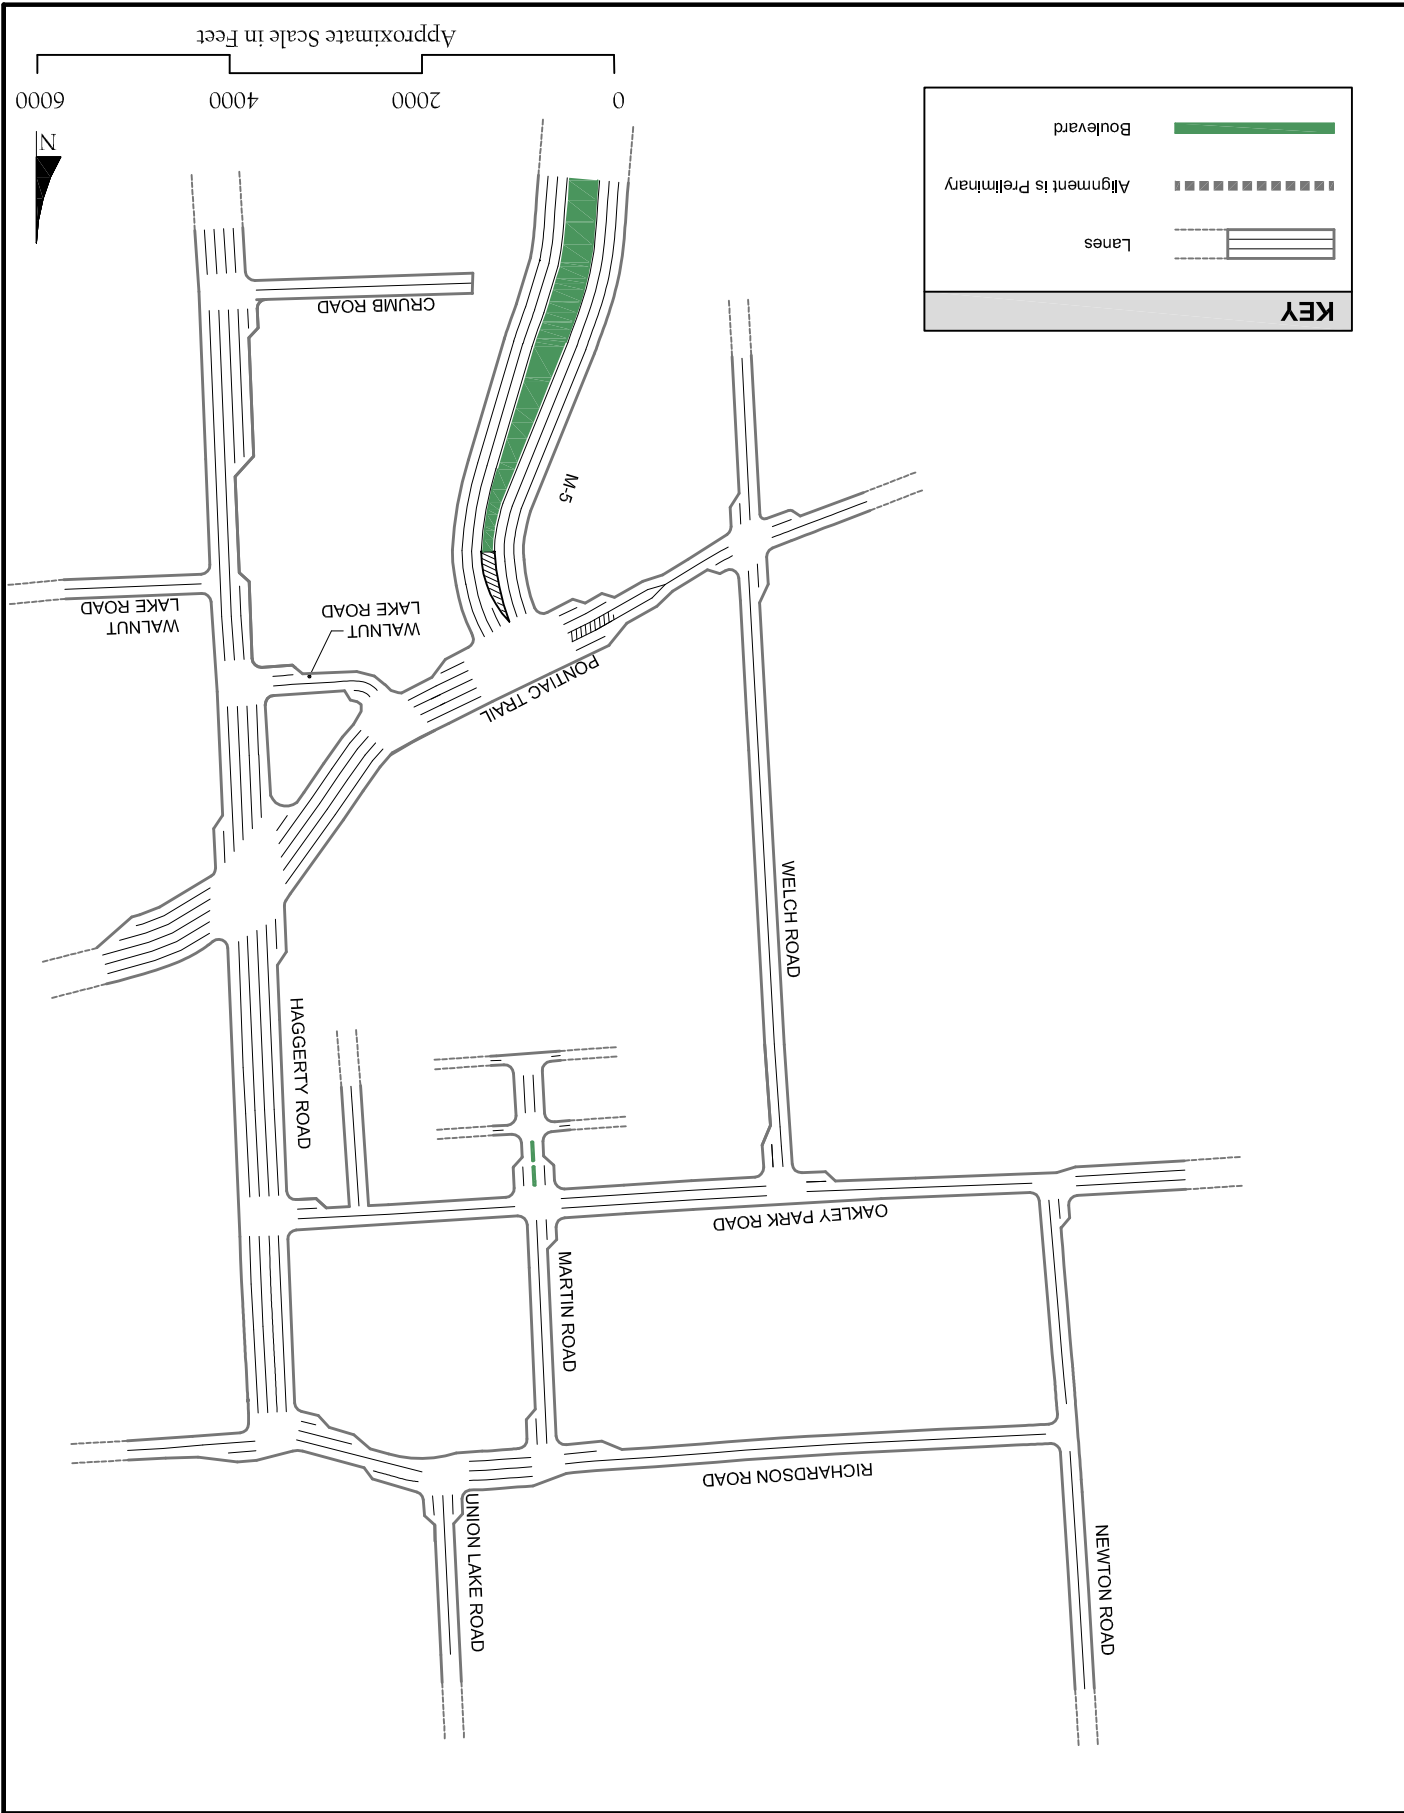 NEWTON ROAD
UNION LAKE ROAD
RICHARDSON ROAD
MARTIN ROAD
OAKLEY PARK ROAD
HAGGERTY ROAD
WELCH ROAD
PONTIAC TRAIL
WALNUT
LAKE ROAD
WALNUT
LAKE ROAD
M-5
CRUMB ROAD
KEY
Lanes
Alignment is Preliminary
Boulevard
N
0 2000 4000 6000
Approximate Scale in Feet